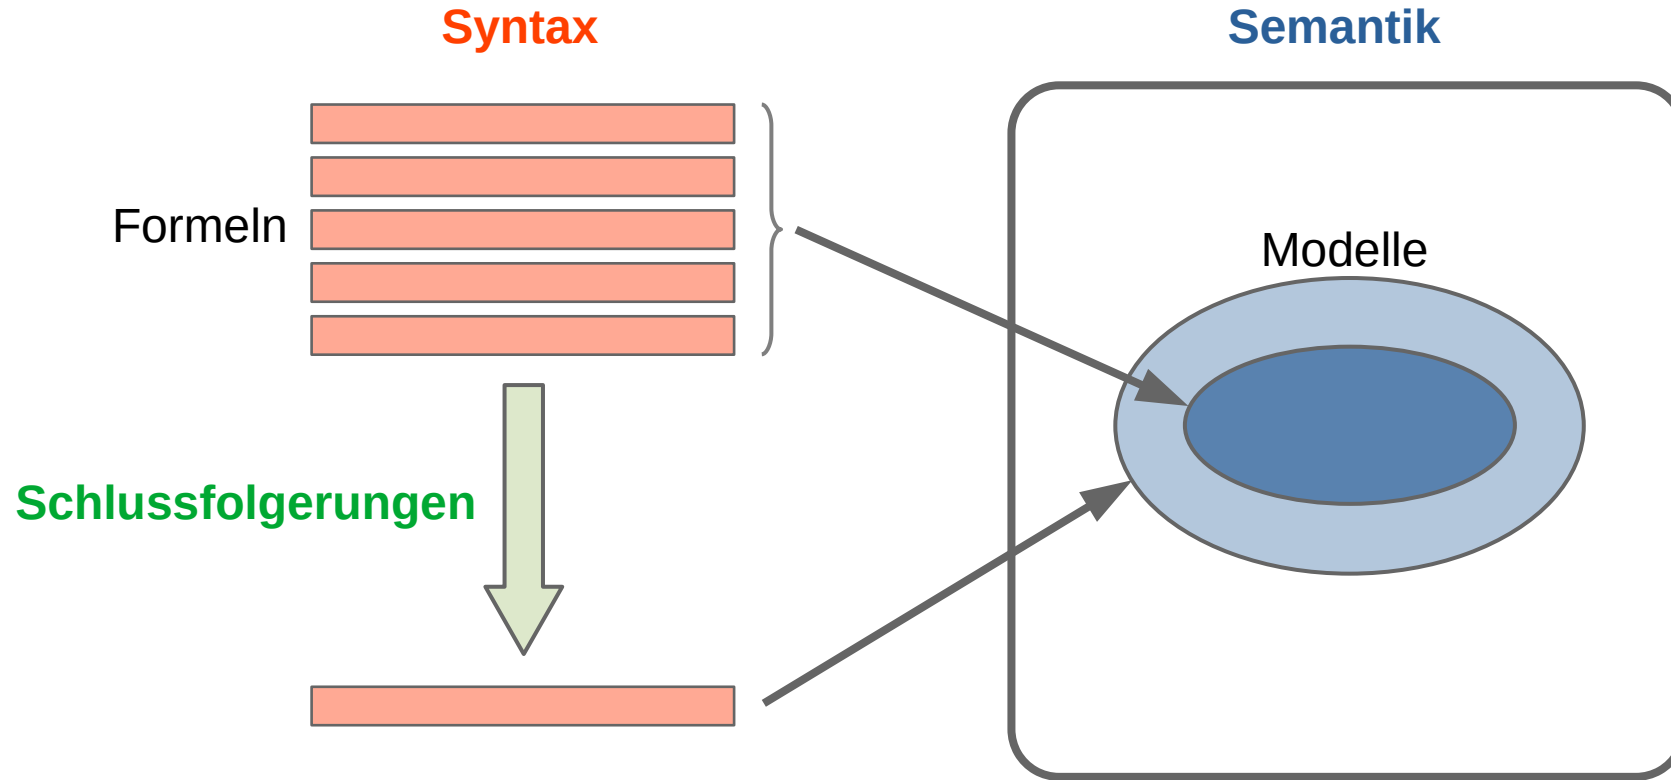 Syntax
Semantik
Formeln
Modelle
Schlussfolgerungen